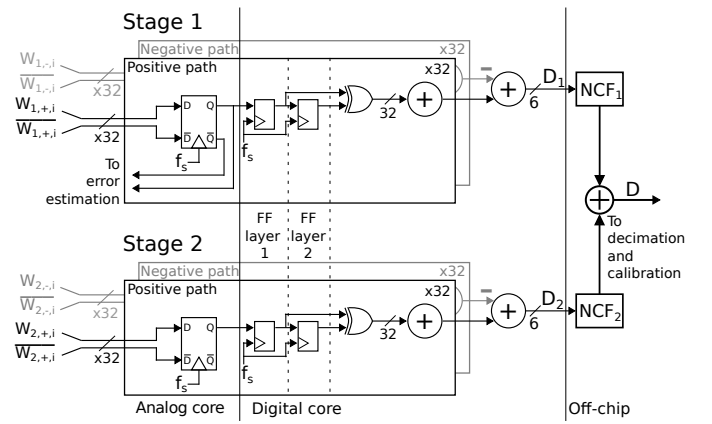 Stage 1
Negative path
x32
Positive path
x32
W1,-,i
W1,-,i
x32
W1,+,i
W1,+,i
x32
D
Q
D
Q
fs
To
error
estimation
fs
32
+
−
+
D1
6
NCF1
FF
layer
1
FF
layer
2
+
D
To
decimation
and
calibration
Stage 2
Negative path
x32
Positive path
x32
W2,-,i
W2,-,i
x32
W2,+,i
W2,+,i
x32
D
Q
D
Q
fs
fs
32
+
−
+
D2
6
NCF2
Analog core
Digital core
Off-chip